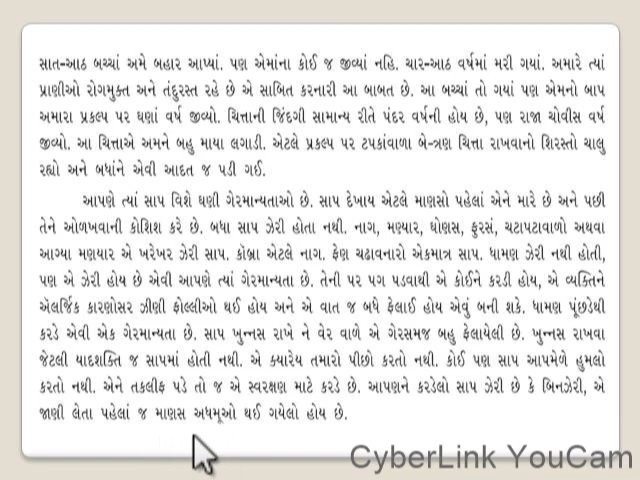 સાત-આઠ બચ્ચાં અમે બહાર આપ્યાં. પણ એમાંના કોઈ જ જીવ્યાં નહિ. ચાર-આઠ વર્ષમાં મરી ગયાં. અમારે ત્યાં
પ્રાણીઓ રોગમુક્ત અને તંદુરસ્ત રહે છે એ સાબિત કરનારી આ બાબત છે. આ બચ્ચાં તો ગયાં પણ એમનો બાપ
અમારા પ્રકલ્પ પર ઘણાં વર્ષ જીવ્યો. ચિત્તાની જિંદગી સામાન્ય રીતે પંદર વર્ષની હોય છે, પણ રાજા ચોવીસ વર્ષ
જીવ્યો. આ ચિત્તાએ અમને બહુ માયા લગાડી. એટલે પ્રકલ્પ પર ટપકાંવાળા બે-ત્રણ ચિત્તા રાખવાનો શિરસ્તો ચાલુ
રહ્યો અને બધાંને એવી આદત જ પડી ગઈ.
આપણે ત્યાં સાપ વિશે ઘણી ગેરમાન્યતાઓ છે. સાપ દેખાય એટલે માણસો પહેલાં એને મારે છે અને પછી
તેને ઓળખવાની કોશિશ કરે છે. બધા સાપ ઝેરી હોતા નથી. નાગ, મણ્યાર, ધોણસ, ફુરસં, ચટાપટાવાળો અથવા
આગ્યા મણયાર એ ખરેખર ઝેરી સાપ. કૉબ્રા એટલે નાગ. ફેણ ચઢાવનારો એકમાત્ર સાપ. ધામણ ઝેરી નથી હોતી,
પણ એ ઝેરી હોય છે એવી આપણે ત્યાં ગેરમાન્યતા છે. તેની પર પગ પડવાથી એ કોઈને કરડી હોય, એ વ્યક્તિને
ઍલર્જિક કારણોસર ઝીણી ફોલ્લીઓ થઈ હોય અને એ વાત જ બધે ફેલાઈ હોય એવું બની શકે. ધામણ પૂંછડેથી
કરડે એવી એક ગેરમાન્યતા છે. સાપ ખુન્નસ રાખે ને વેર વાળે એ ગેરસમજ બહુ ફેલાયેલી છે. ખુન્નસ રાખવા
જેટલી યાદશક્તિ જ સાપમાં હોતી નથી. એ ક્યારેય તમારો પીછો કરતો નથી. કોઈ પણ સાપ આપમેળે હુમલો
કરતો નથી. એને તકલીફ પડે તો જ એ સ્વરક્ષણ માટે કરડે છે. આપણને કરડેલો સાપ ઝેરી છે કે બિનઝેરી, એ
જાણી લેતા પહેલાં જ માણસ અધમૂઓ થઈ ગયેલો હોય છે.
CyberLink YouCam